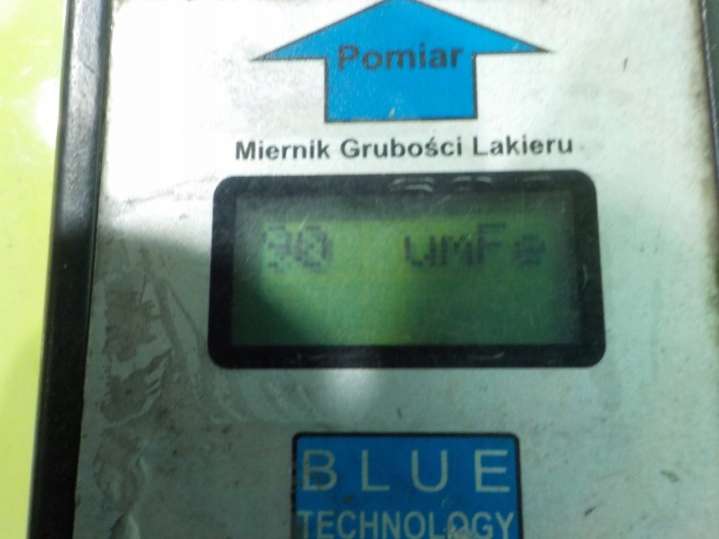 Pomiar
Miernik Grubości Lakieru
90 umFe
BLUE
TECHNOLOGY